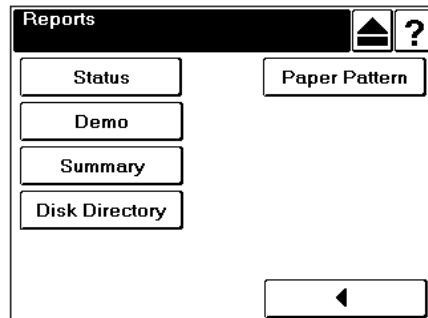 Reports
?
Status
Paper Pattern
Demo
Summary
Disk Directory